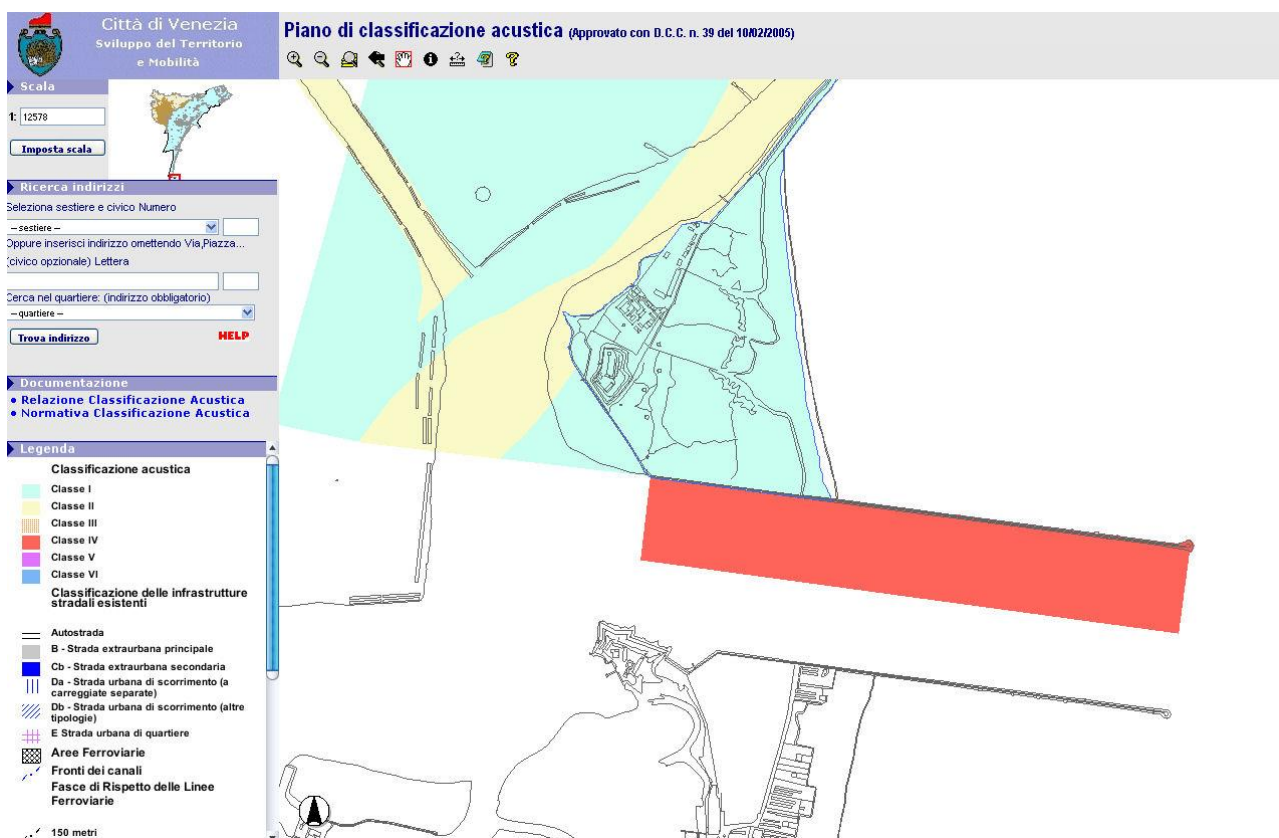 Città di Venezia
Sviluppo del Territorio
e Mobilità
Piano di classificazione acustica (Approvato con D.C.C. n. 39 del 10/02/2005)
Scala
1: 12578
Imposta scala
Ricerca indirizzi
Seleziona sestiere e civico Numero
-- sestiere --
Oppure inserisci indirizzo omettendo Via,Piazza...
(civico opzionale) Lettera
Cerca nel quartiere: (indirizzo obbligatorio)
-- quartiere --
Trova indirizzo
HELP
Documentazione
• Relazione Classificazione Acustica
• Normativa Classificazione Acustica
Legenda
Classificazione acustica
Classe I
Classe II
Classe III
Classe IV
Classe V
Classe VI
Classificazione delle infrastrutture
stradali esistenti
Autostrada
B - Strada extraurbana principale
Cb - Strada extraurbana secondaria
Da - Strada urbana di scorrimento (a
carreggiate separate)
Db - Strada urbana di scorrimento (altre
tipologie)
E Strada urbana di quartiere
Aree Ferroviarie
Fronti dei canali
Fasce di Rispetto delle Linee
Ferroviarie
150 metri